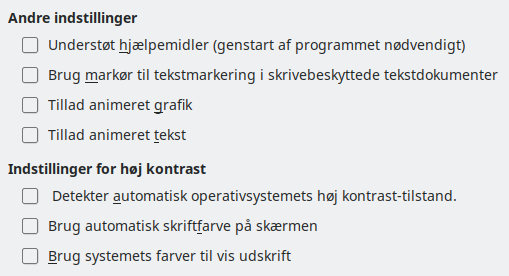 Andre indstillinger
Understøt hjælpemidler (genstart af programmet nødvendigt)
Brug markør til tekstmarkering i skrivebeskyttede tekstdokumenter
Tillad animeret grafik
Tillad animeret tekst
Indstillinger for høj kontrast
Detekter automatisk operativsystemets høj kontrast-tilstand.
Brug automatisk skriftfarve på skærmen
Brug systemets farver til vis udskrift